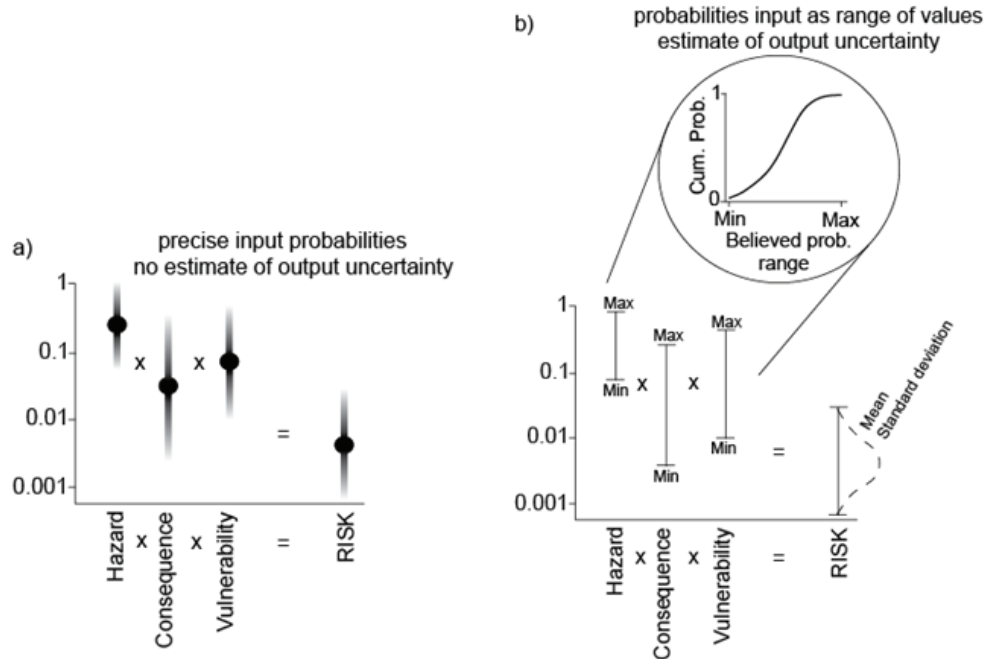 a)
precise input probabilities
no estimate of output uncertainty
1
0.1
0.01
0.001
x
x
=
Hazard
x
Consequence
x
Vulnerability
=
RISK
b)
probabilities input as range of values
estimate of output uncertainty
Cum. Prob.
1
0
Min
Max
Believed prob.
range
1
0.1
0.01
0.001
Max
Min
x
Max
Min
x
Max
Min
=
Mean
Standard deviation
Hazard
x
Consequence
x
Vulnerability
=
RISK